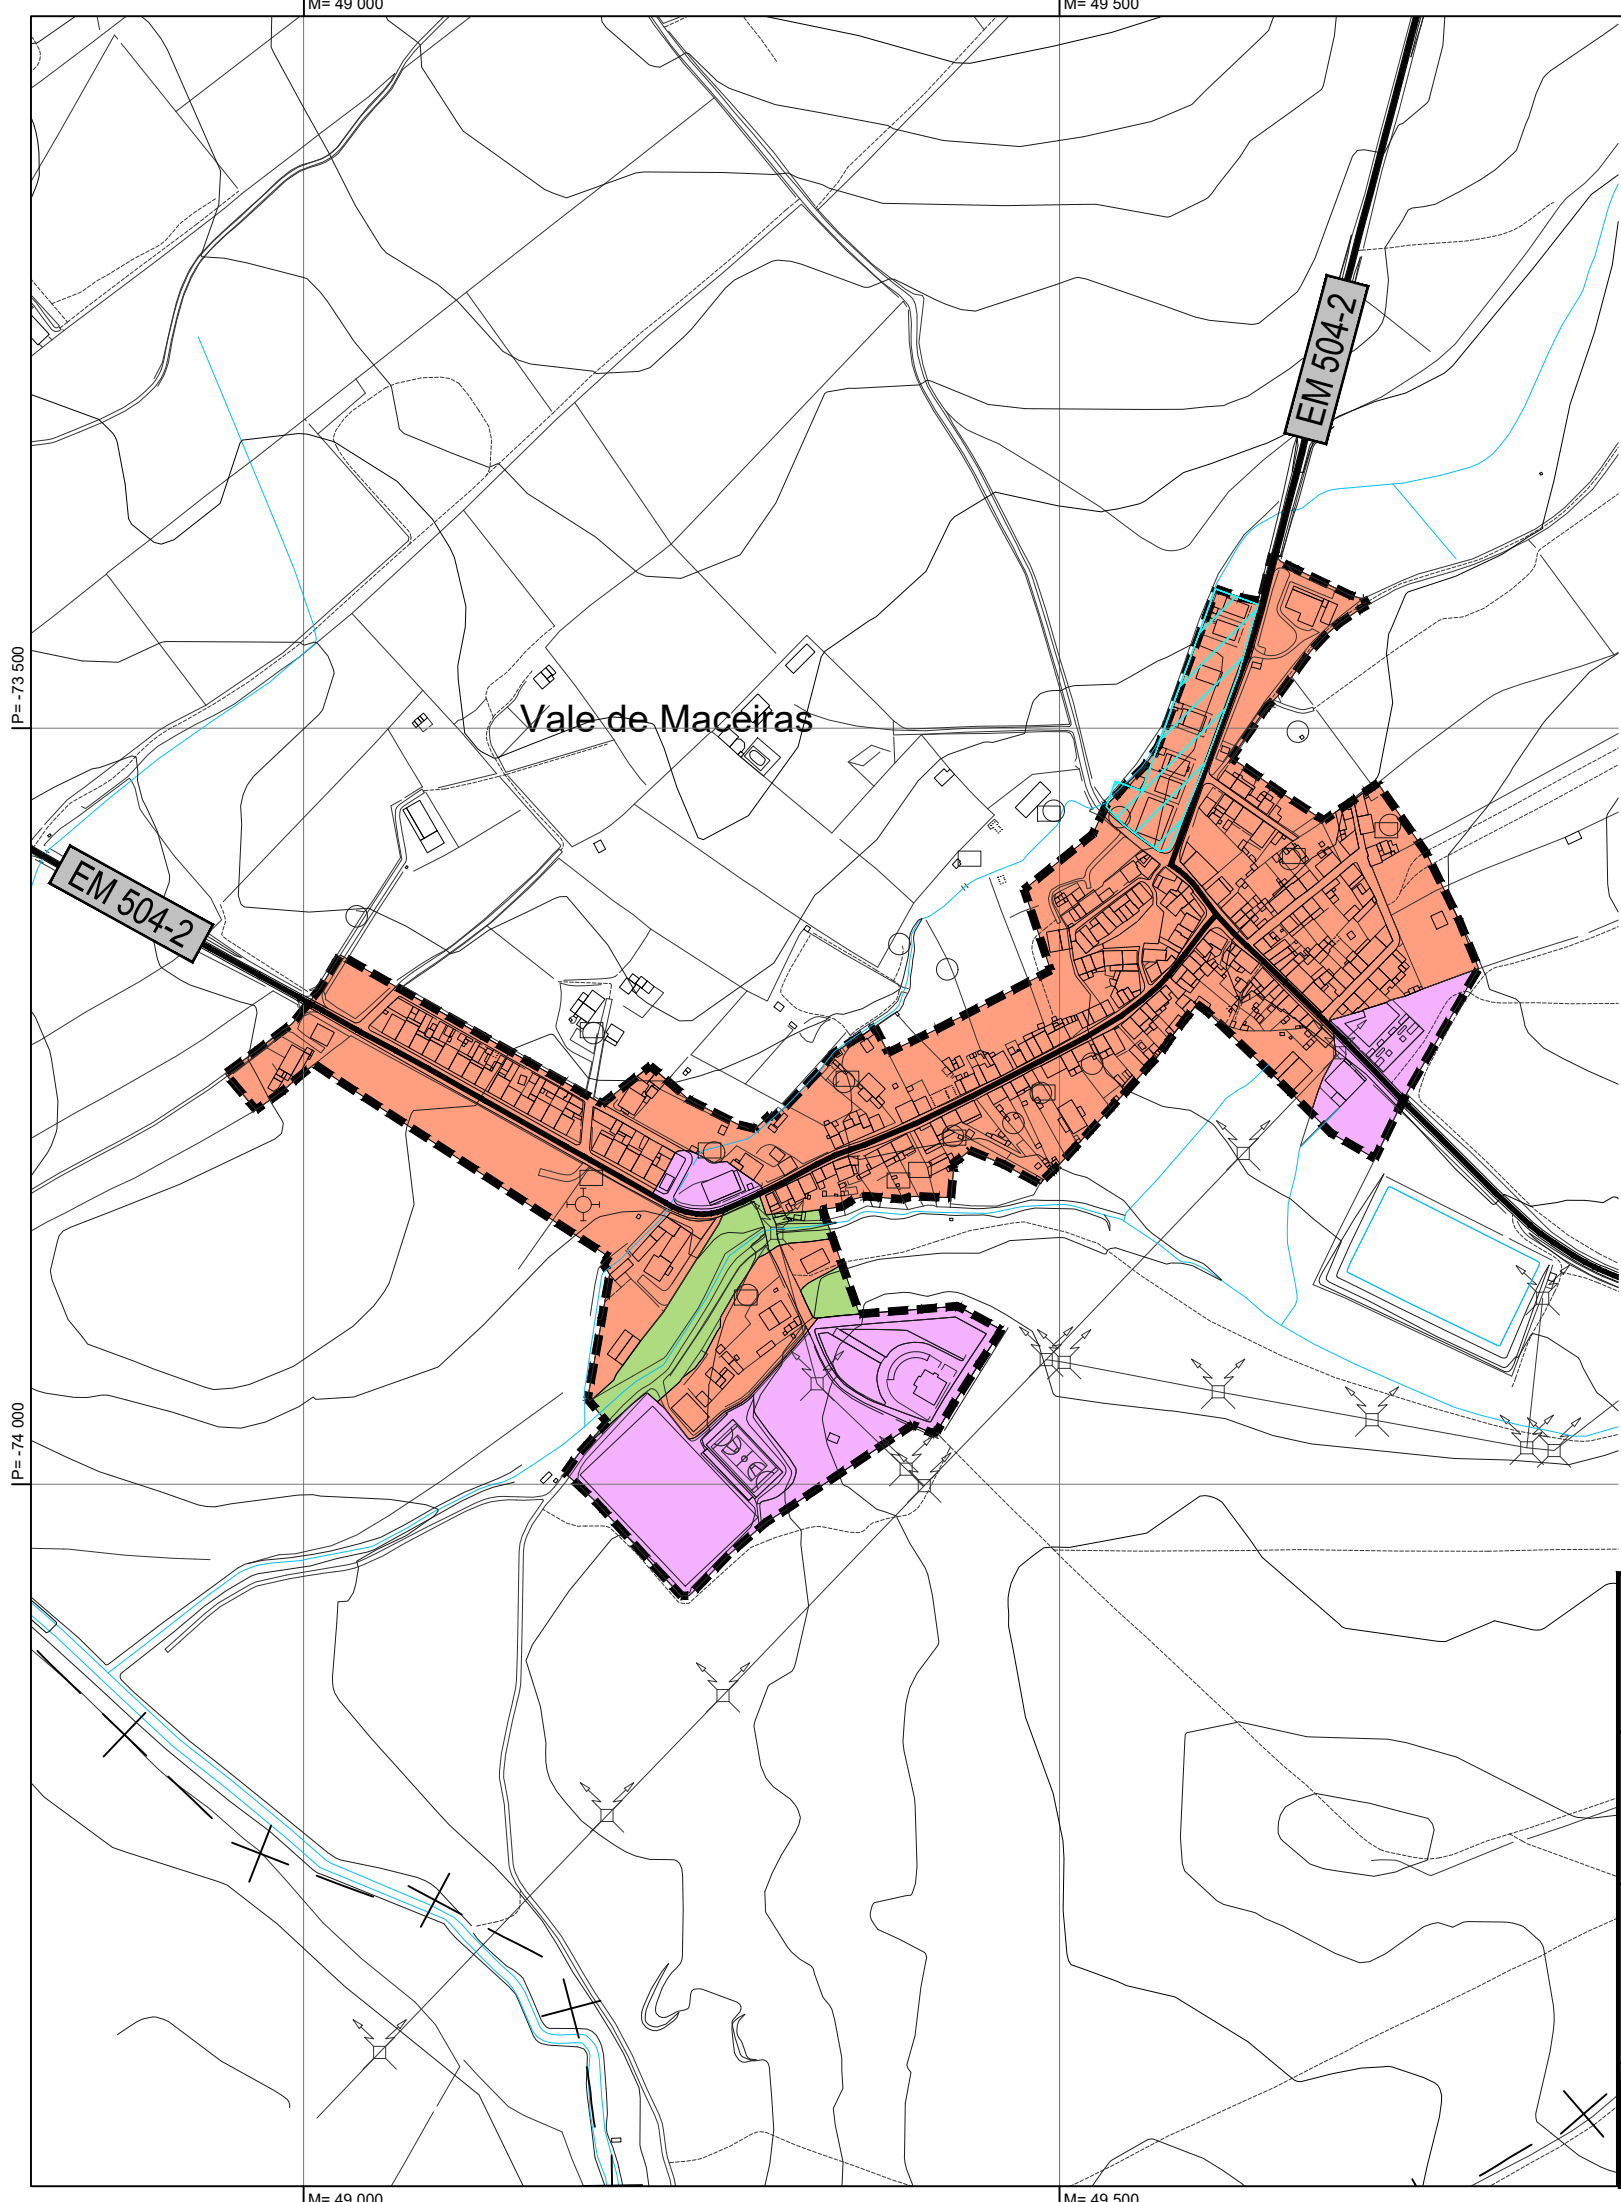 M= 49 000
M= 49 500
EM 504-2
P= -73 500
Vale de Maceiras
EM 504-2
P= -74 000
M= 49 000
M= 49 500